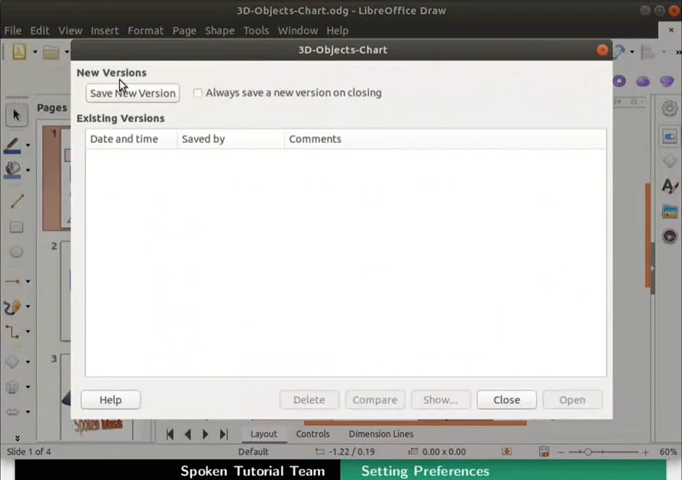 3D-Objects-Chart.odg - LibreOffice Draw
File Edit View Insert Format Page Shape Tools Window Help
3D-Objects-Chart
New Versions
Save New Version Always save a new version on closing
Existing Versions
Date and time Saved by Comments
Pages
1
2
3
Help Delete Compare Show... Close Open
Layout Controls Dimension Lines
Slide 1 of 4 Default -1.22 / 0.19 0.00 x 0.00 60%
Spoken Tutorial Team Setting Preferences